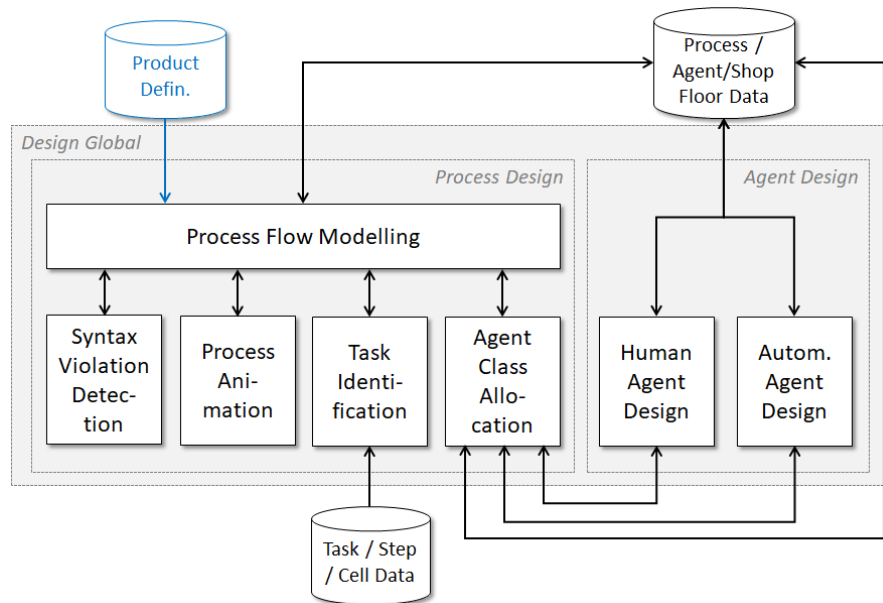 Product
Defin.
Process /
Agent/Shop
Floor Data
Design Global
Process Design
Agent Design
Process Flow Modelling
Syntax
Violation
Detec-
tion
Process
Ani-
mation
Task
Identi-
fication
Agent
Class
Allo-
cation
Human
Agent
Design
Autom.
Agent
Design
Task / Step
/ Cell Data